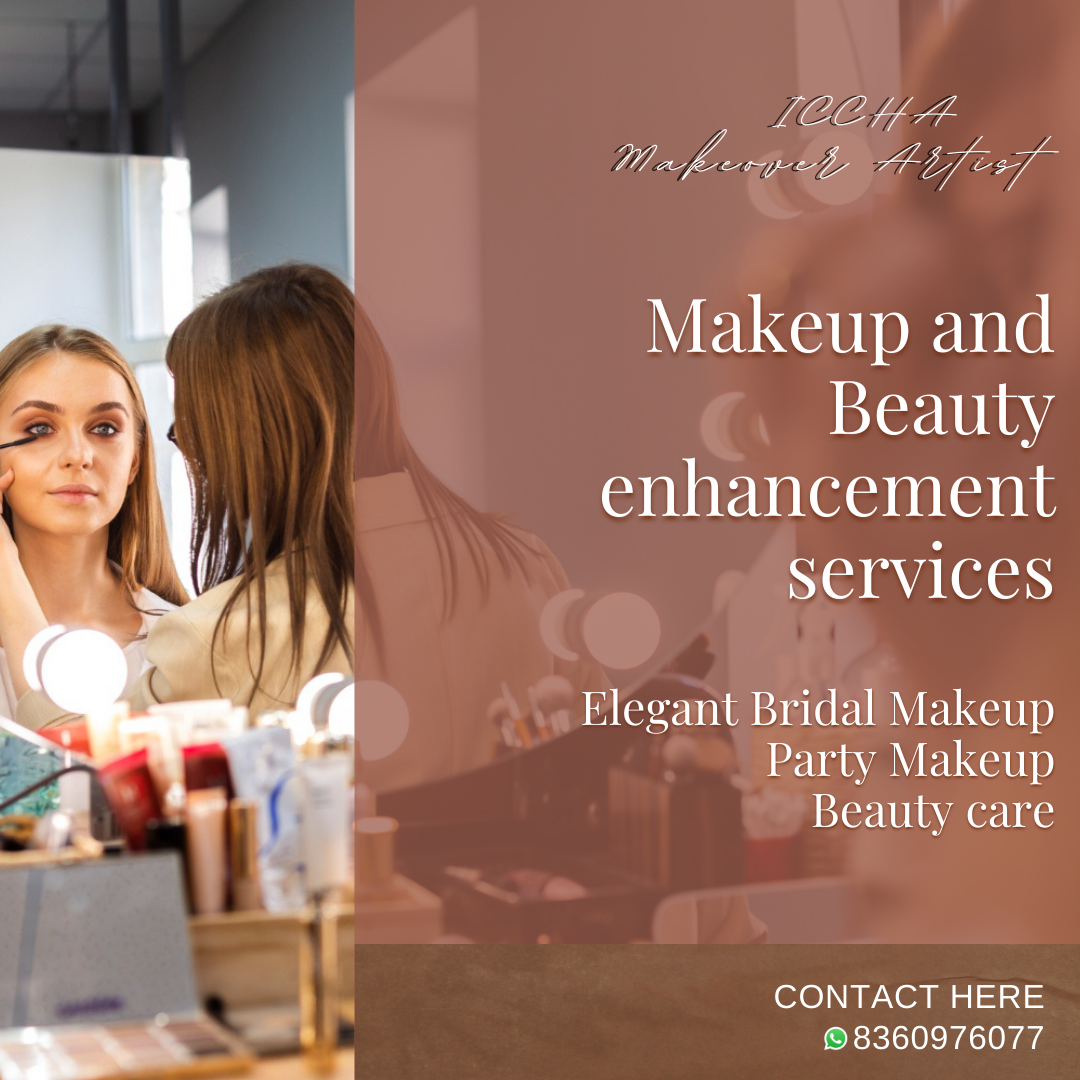 ICCHA
Makeover Artist
Makeup and
Beauty
enhancement
services
Elegant Bridal Makeup
Party Makeup
Beauty care
CONTACT HERE
8360976077